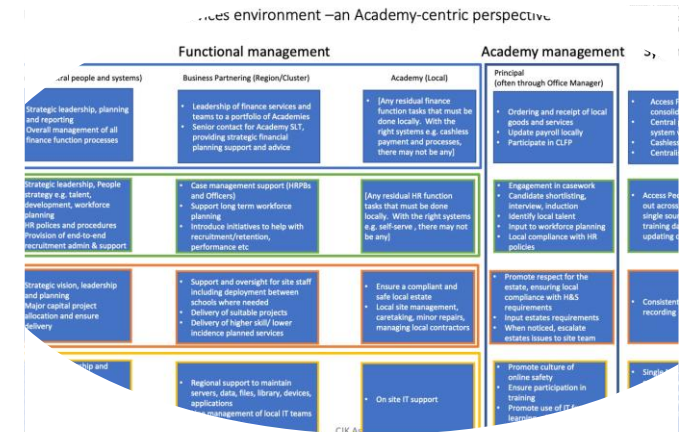 environment –an Academy-centric perspective
Functional management
Academy management
people and systems)
Business Partnering (Region/Cluster)
Academy (Local)
Principal
(often through Office Manager)
Strategic leadership, planning
and reporting
Overall management of all
finance function processes
• Leadership of finance services and
teams to a portfolio of Academies
• Senior contact for Academy SLT,
providing strategic financial
planning support and advice
• [Any residual finance
function tasks that must be
done locally. With the
right systems e.g. cashless
payment and processes,
there may not be any]
• Ordering and receipt of local
goods and services
• Update payroll locally
• Participate in CLFP
• Access
• Central
system
• Cashless
•
Strategic leadership, People
strategy e.g. talent,
development, workforce
planning
HR polices and procedures
Provision of end-to-end
recruitment admin & support
• Case management support (HRPBs
and Officers)
• Support long term workforce
planning
• Introduce initiatives to help with
recruitment/retention,
performance etc
[Any residual HR function
tasks that must be done
locally. With the right systems
e.g. self-serve , there may not
be any]
• Engagement in casework
• Candidate shortlisting,
interview, induction
• Identify local talent
• Input to workforce planning
• Local compliance with HR
policies
• Access
out across
single
training
updating
Strategic vision, leadership
and planning
Major capital project
allocation and ensure
delivery
• Support and oversight for site staff
including deployment between
schools where needed
• Delivery of suitable projects
• Delivery of higher skill/ lower
incidence planned services
• Ensure a compliant and
safe local estate
• Local site management,
caretaking, minor repairs,
managing local contractors
• Promote respect for the
estate, ensuring local
compliance with H&S
requirements
• Input estates requirements
• When noticed, escalate
estates issues to site team
• Consistent
recording
and
• Regional support to maintain
servers, data, files, library, devices,
applications
management of local IT teams
• On site IT support
• Promote culture of
online safety
• Ensure participation in
training
• Promote use of IT
• Single
CJK